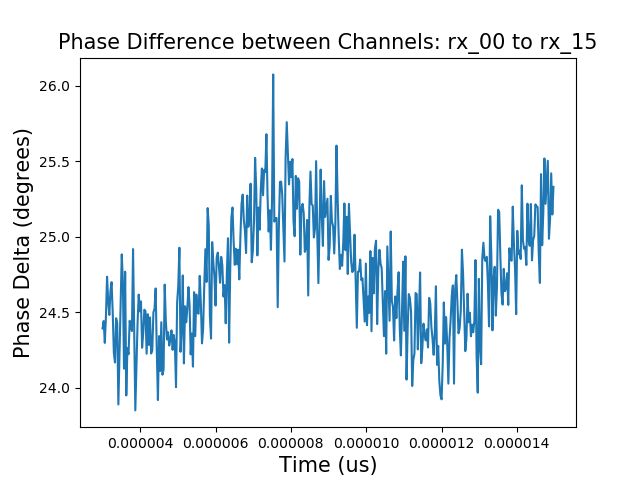 Phase Difference between Channels: rx_00 to rx_15
Phase Delta (degrees)
26.0
25.5
25.0
24.5
24.0
0.000004 0.000006 0.000008 0.000010 0.000012 0.000014
Time (us)